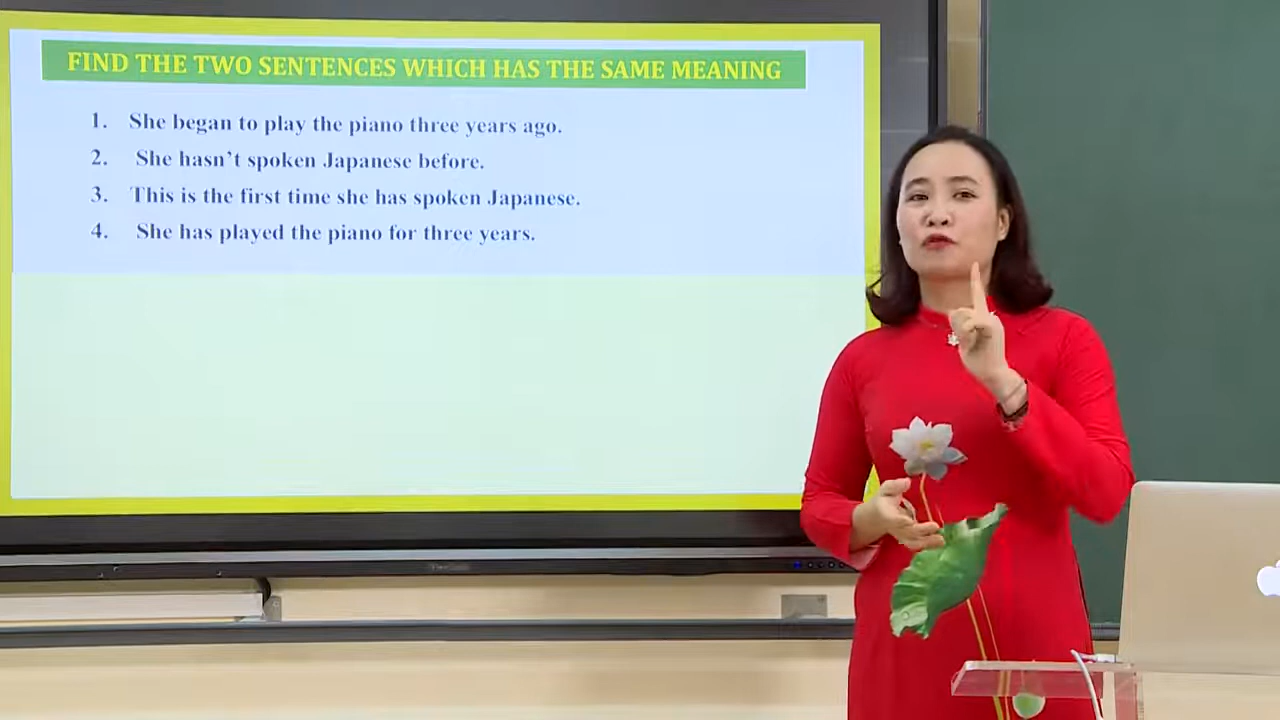 FIND THE TWO SENTENCES WHICH HAS THE SAME MEANING
1. She began to play the piano three years ago.
2. She hasn't spoken Japanese before.
3. This is the first time she has spoken Japanese.
4. She has played the piano for three years.